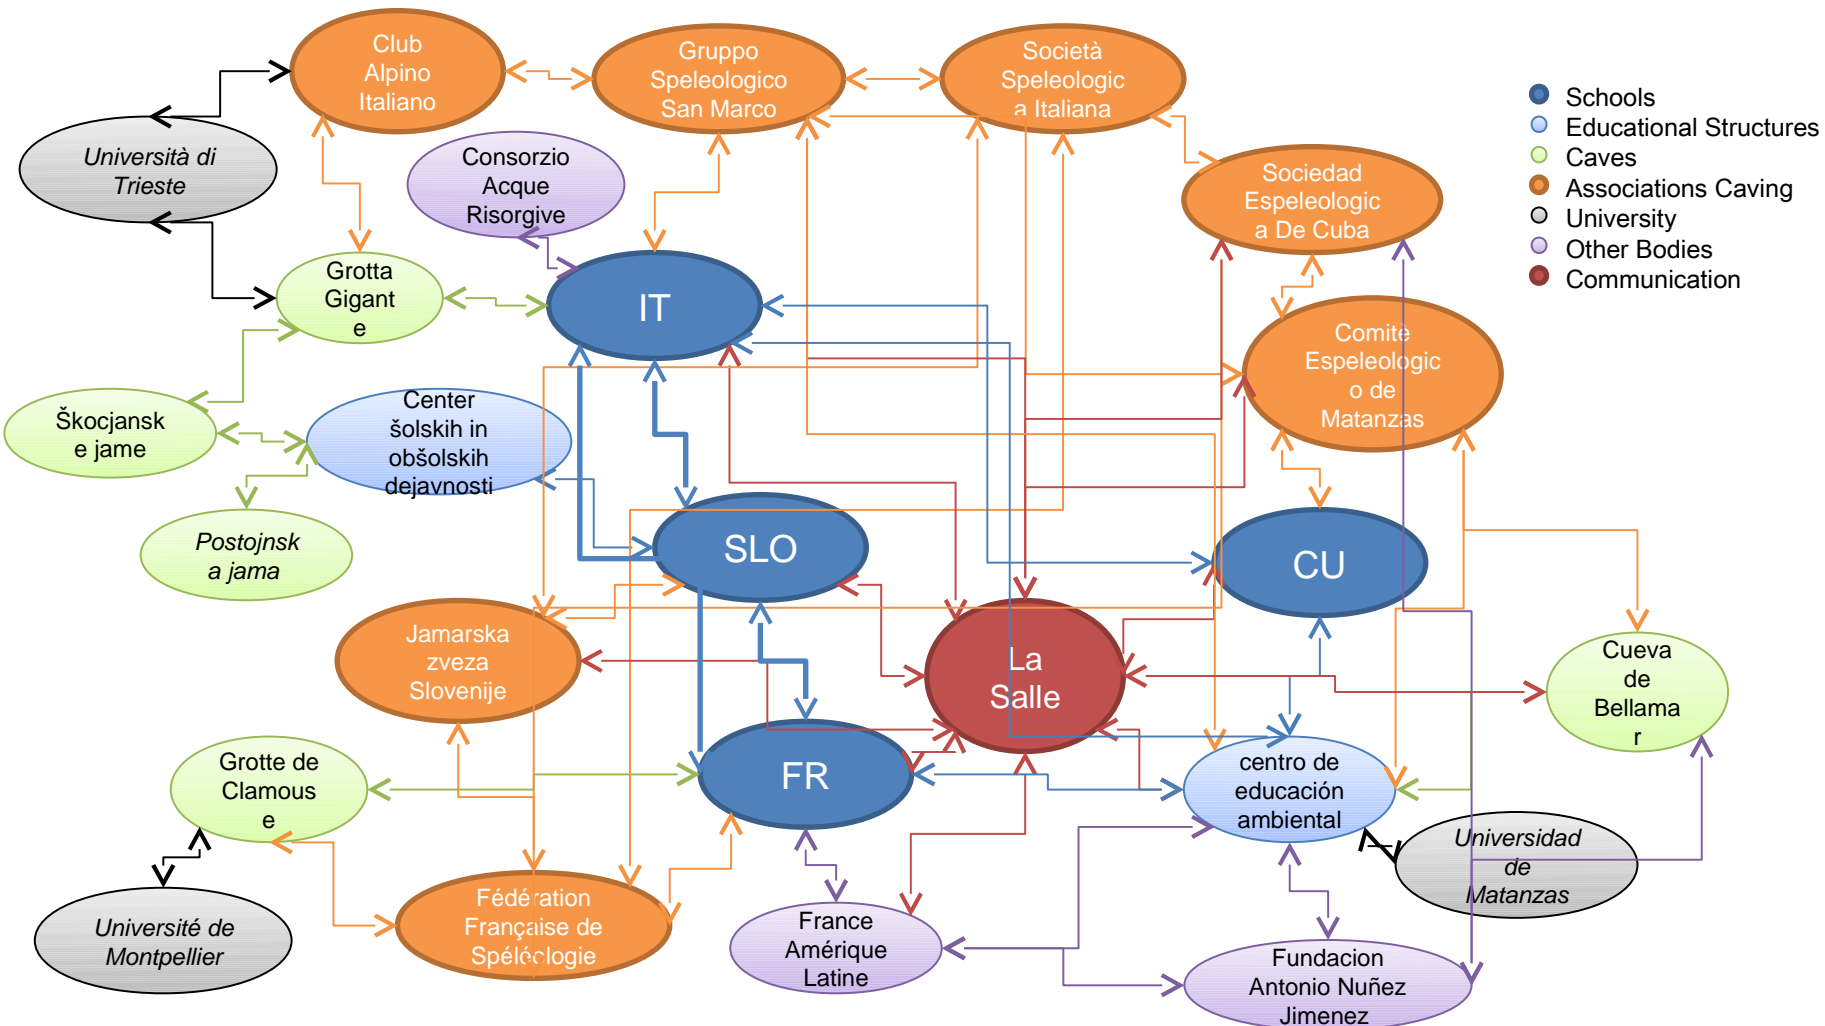 Club
Alpino
Italiano
Gruppo
Speleologico
San Marco
Società
Speleologic
a Italiana
Schools
Educational Structures
Caves
Associations Caving
University
Other Bodies
Communication
Università di
Trieste
Consorzio
Acque
Risorgive
Sociedad
Espeleologic
a De Cuba
Grotta
Gigant
e
IT
Comité
Espeleologic
o de
Matanzas
Škocjansk
e jame
Center
šolskih in
obšolskih
dejavnosti
Postojnsk
a jama
SLO
CU
Jamarska
zveza
Slovenije
La
Salle
Cueva
de
Bellama
r
Grotte de
Clamous
e
FR
centro de
educación
ambiental
Universidad
de
Matanzas
Université de
Montpellier
Fédération
Française de
Spéléologie
France
Amérique
Latine
Fundacion
Antonio Nuñez
Jimenez